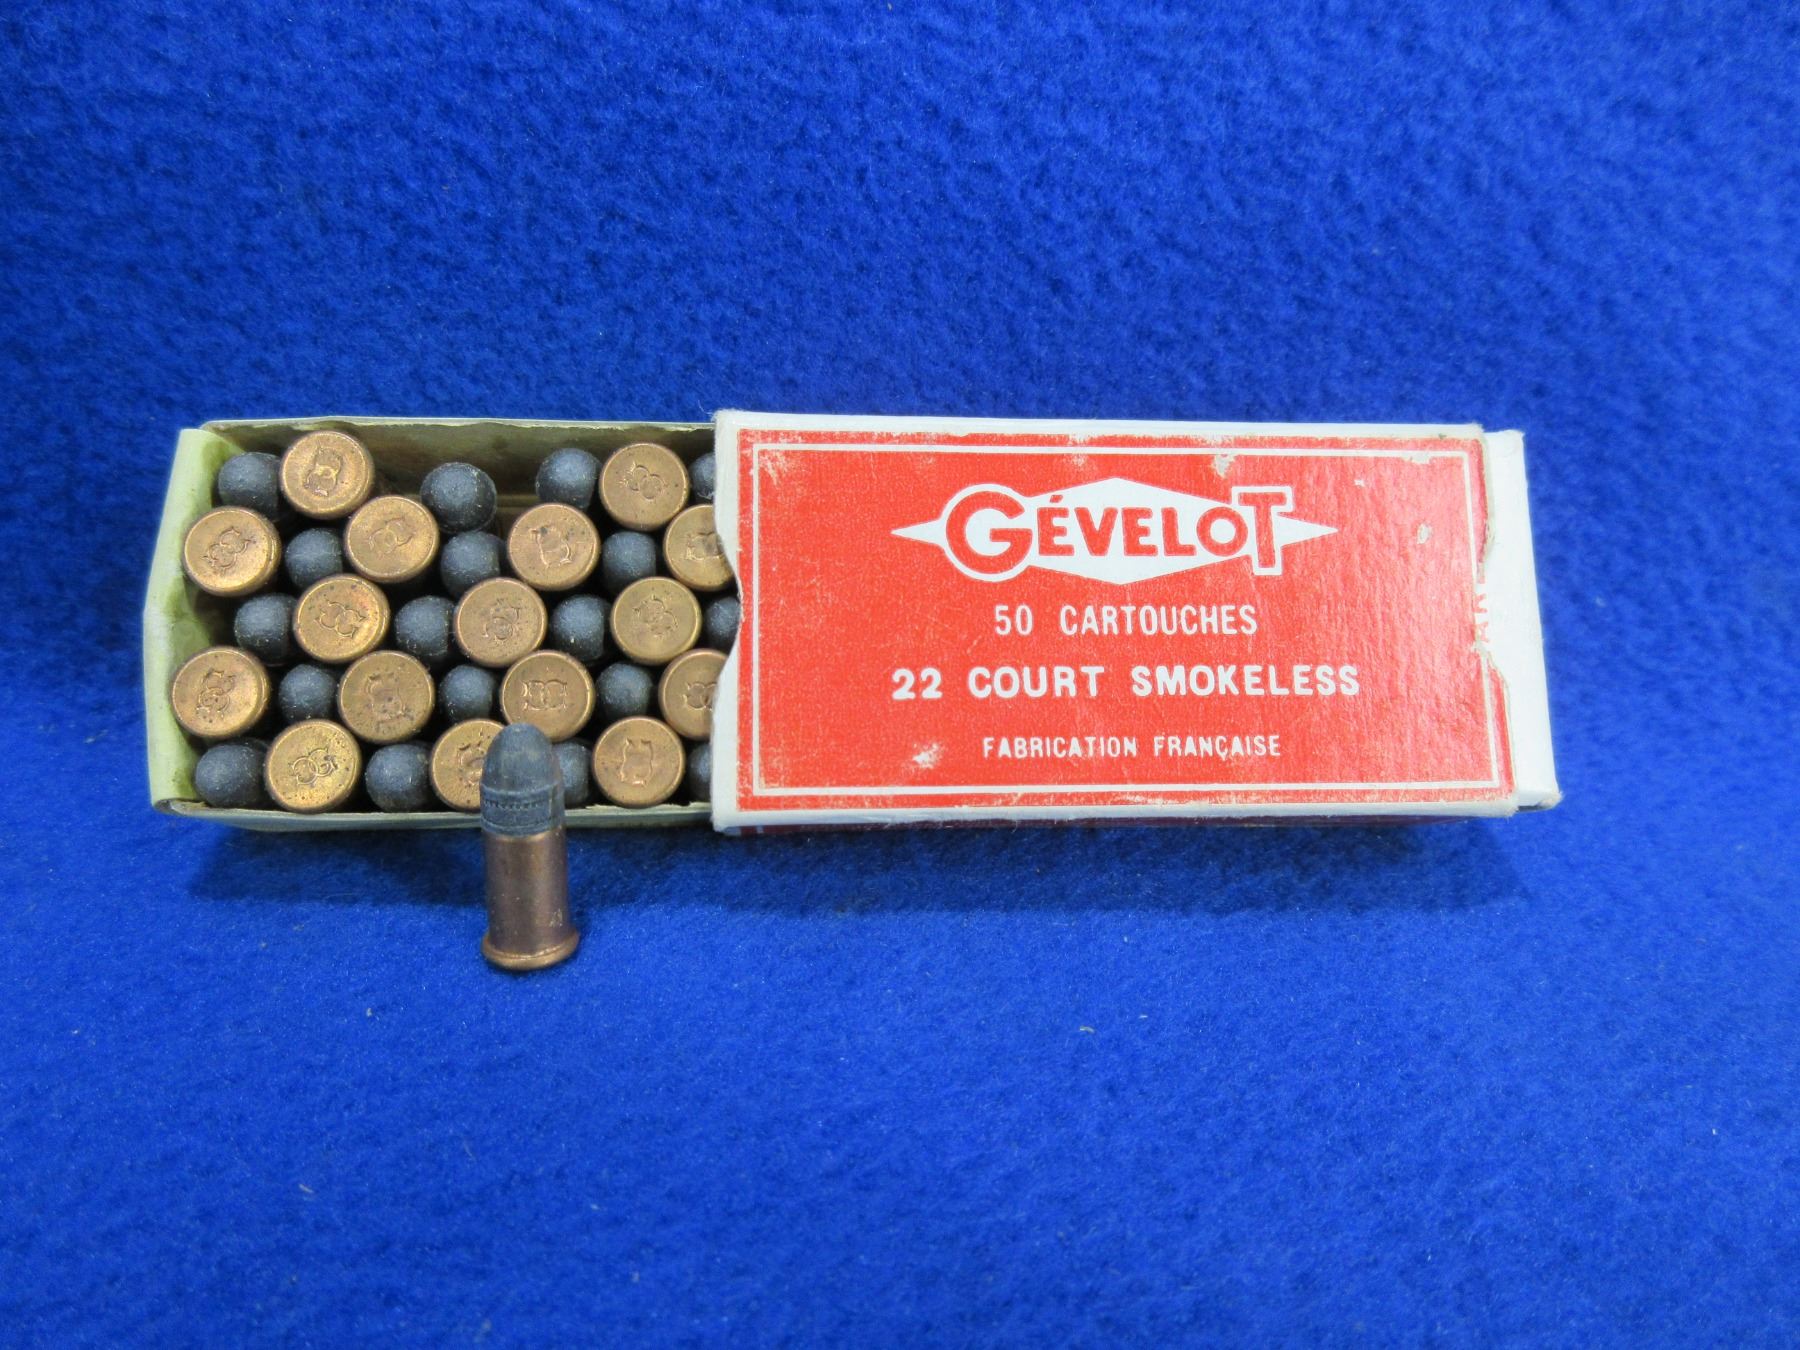 GÉVELOT
50 CARTOUCHES
22 COURT SMOKELESS
FABRICATION FRANÇAISE